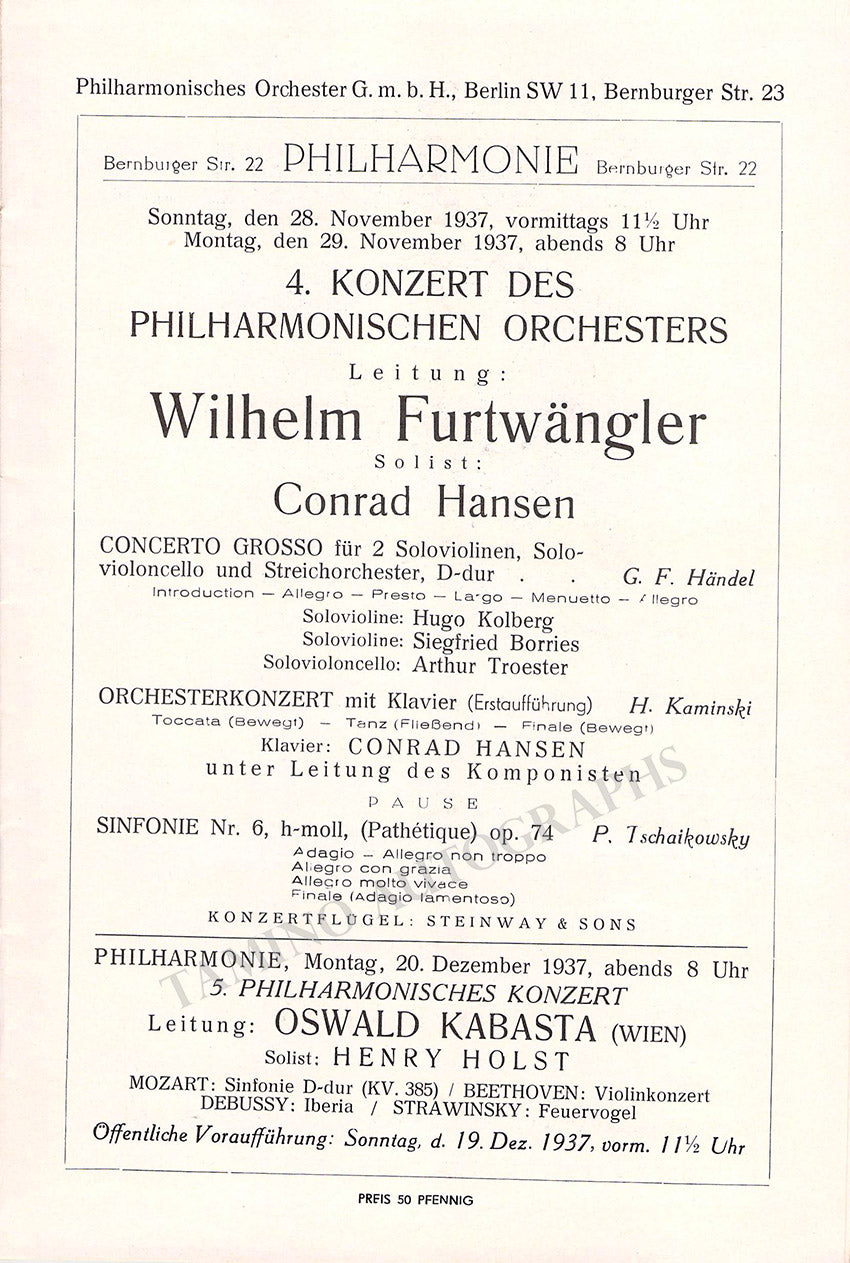 Philharmonisches Orchester G. m. b. H., Berlin SW 11, Bernburger Str. 23
Bernburger Str. 22 PHILHARMONIE Bernburger Str. 22
Sonntag, den 28. November 1937, vormittags 11½ Uhr
Montag, den 29. November 1937, abends 8 Uhr
4. KONZERT DES
PHILHARMONISCHEN ORCHESTERS
Leitung:
Wilhelm Furtwängler
Solist:
Conrad Hansen
CONCERTO GROSSO für 2 Soloviolinen, Solo-
violoncello und Streichorchester, D-dur . . G. F. Händel
Introduction — Allegro — Presto — Largo — Menuetto — Allegro
Solovioline: Hugo Kolberg
Solovioline: Siegfried Borries
Solovioloncello: Arthur Troester
ORCHESTERKONZERT mit Klavier (Erstaufführung) H. Kaminski
Toccata (Bewegt) — Tanz (Fließend) — Finale (Bewegt)
Klavier: CONRAD HANSEN
unter Leitung des Komponisten
PAUSE
SINFONIE Nr. 6, h-moll, (Pathétique) op. 74 P. Tschaikowsky
Adagio — Allegro non troppo
Allegro con grazia
Allegro molto vivace
Finale (Adagio lamentoso)
KONZERTFLÜGEL: STEINWAY & SONS
TAMINO AUTOGRAPHS
PHILHARMONIE, Montag, 20. Dezember 1937, abends 8 Uhr
5. PHILHARMONISCHES KONZERT
Leitung: OSWALD KABASTA (WIEN)
Solist: HENRY HOLST
MOZART: Sinfonie D-dur (KV. 385) / BEETHOVEN: Violinkonzert
DEBUSSY: Iberia / STRAWINSKY: Feuervogel
Öffentliche Voraufführung: Sonntag, d. 19. Dez. 1937, vorm. 11½ Uhr
PREIS 50 PFENNIG